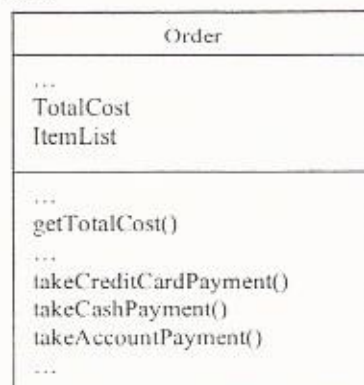 Order
...
TotalCost
ItemList
...
getTotalCost()
...
takeCreditCardPayment()
takeCashPayment()
takeAccountPayment()
...